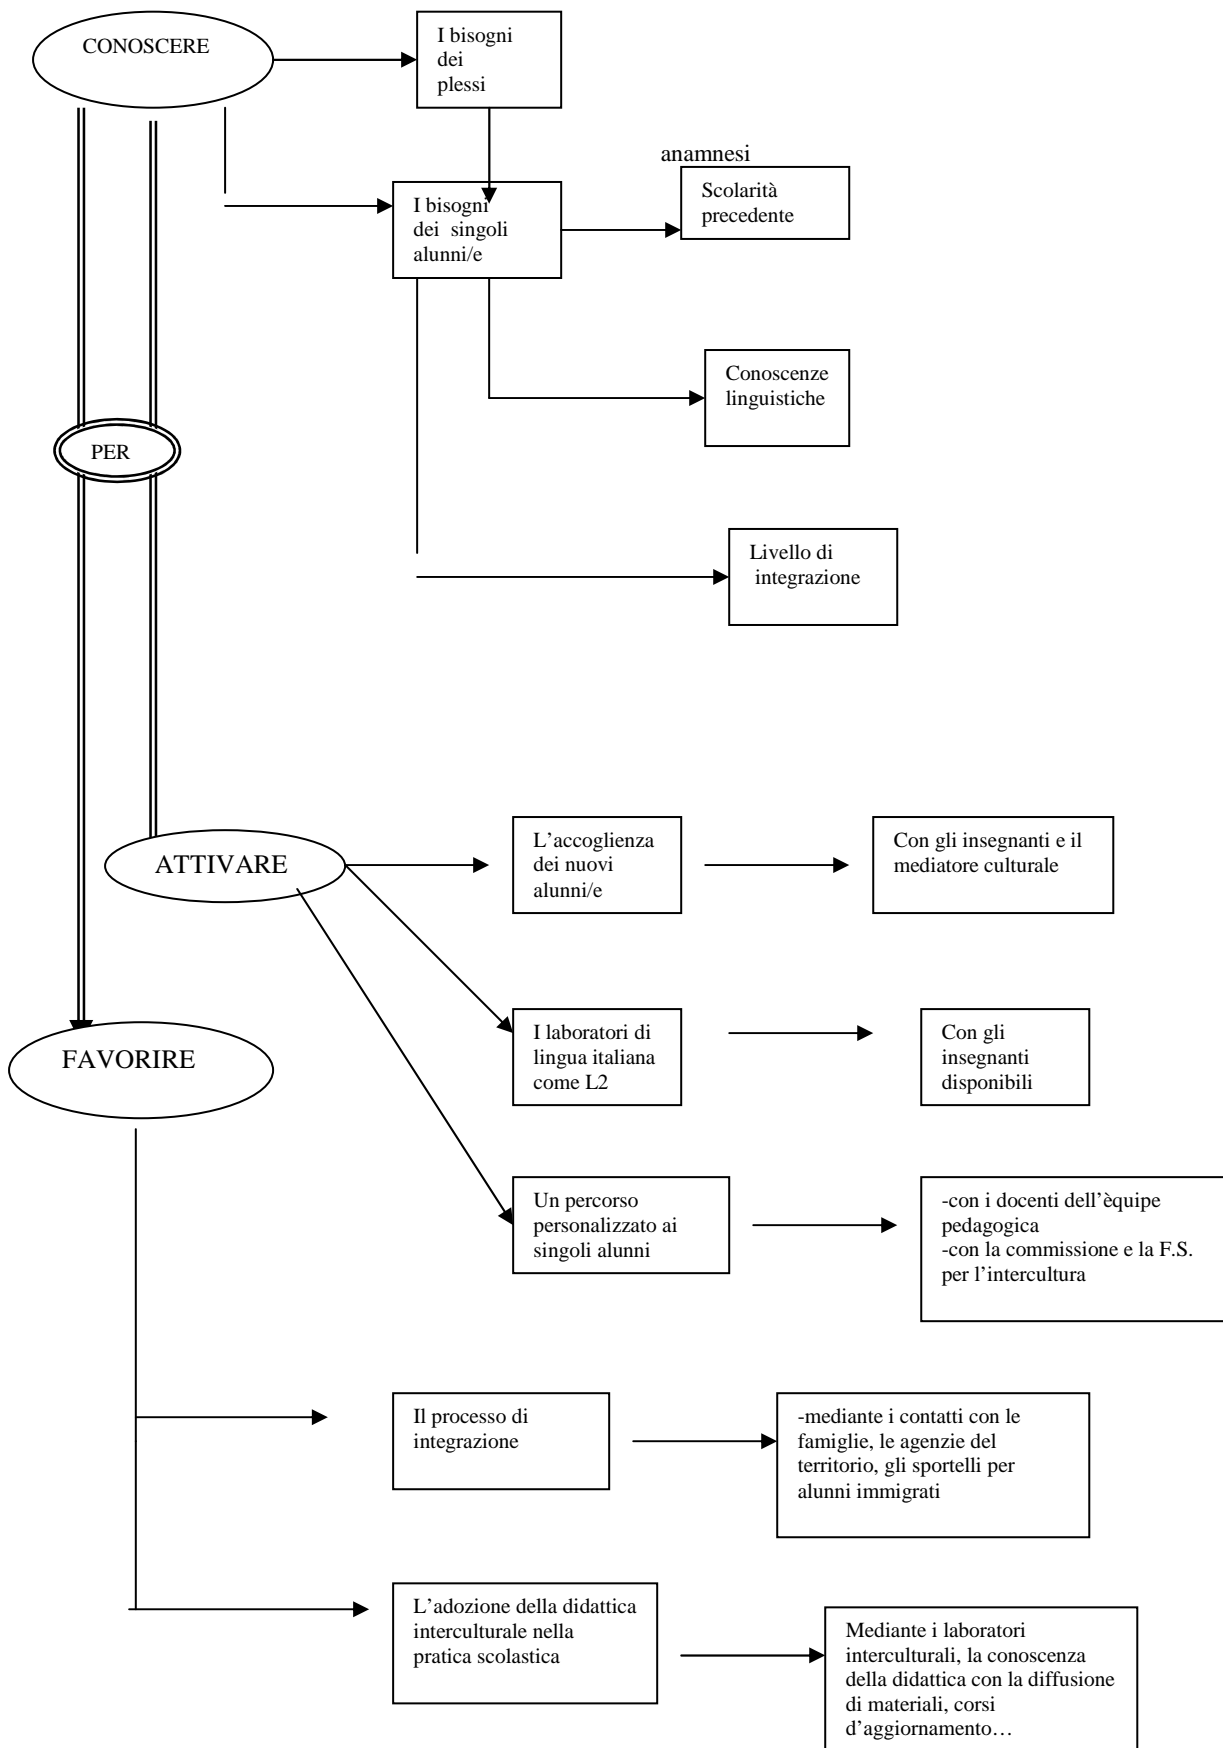 CONOSCERE
I bisogni
dei
plessi
anamnesi
Scolarità
precedente
I bisogni
dei singoli
alunni/e
Conoscenze
linguistiche
PER
Livello di
integrazione
ATTIVARE
L'accoglienza
dei nuovi
alunni/e
Con gli insegnanti e il
mediatore culturale
I laboratori di
lingua italiana
come L2
Con gli
insegnanti
disponibili
FAVORIRE
Un percorso
personalizzato ai
singoli alunni
-con i docenti dell'èquipe
pedagogica
-con la commissione e la F.S.
per l'intercultura
Il processo di
integrazione
-mediante i contatti con le
famiglie, le agenzie del
territorio, gli sportelli per
alunni immigrati
L'adozione della didattica
interculturale nella
pratica scolastica
Mediante i laboratori
interculturali, la conoscenza
della didattica con la diffusione
di materiali, corsi
d'aggiornamento…